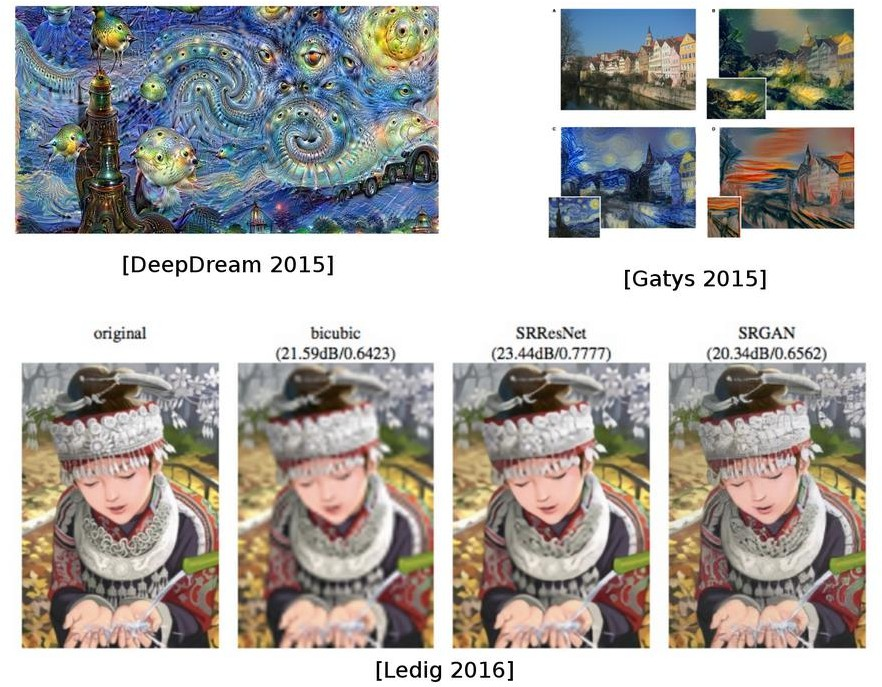 A
B
C
D
[DeepDream 2015]
[Gatys 2015]
original
bicubic
(21.59dB/0.6423)
SRResNet
(23.44dB/0.7777)
SRGAN
(20.34dB/0.6562)
[Ledig 2016]